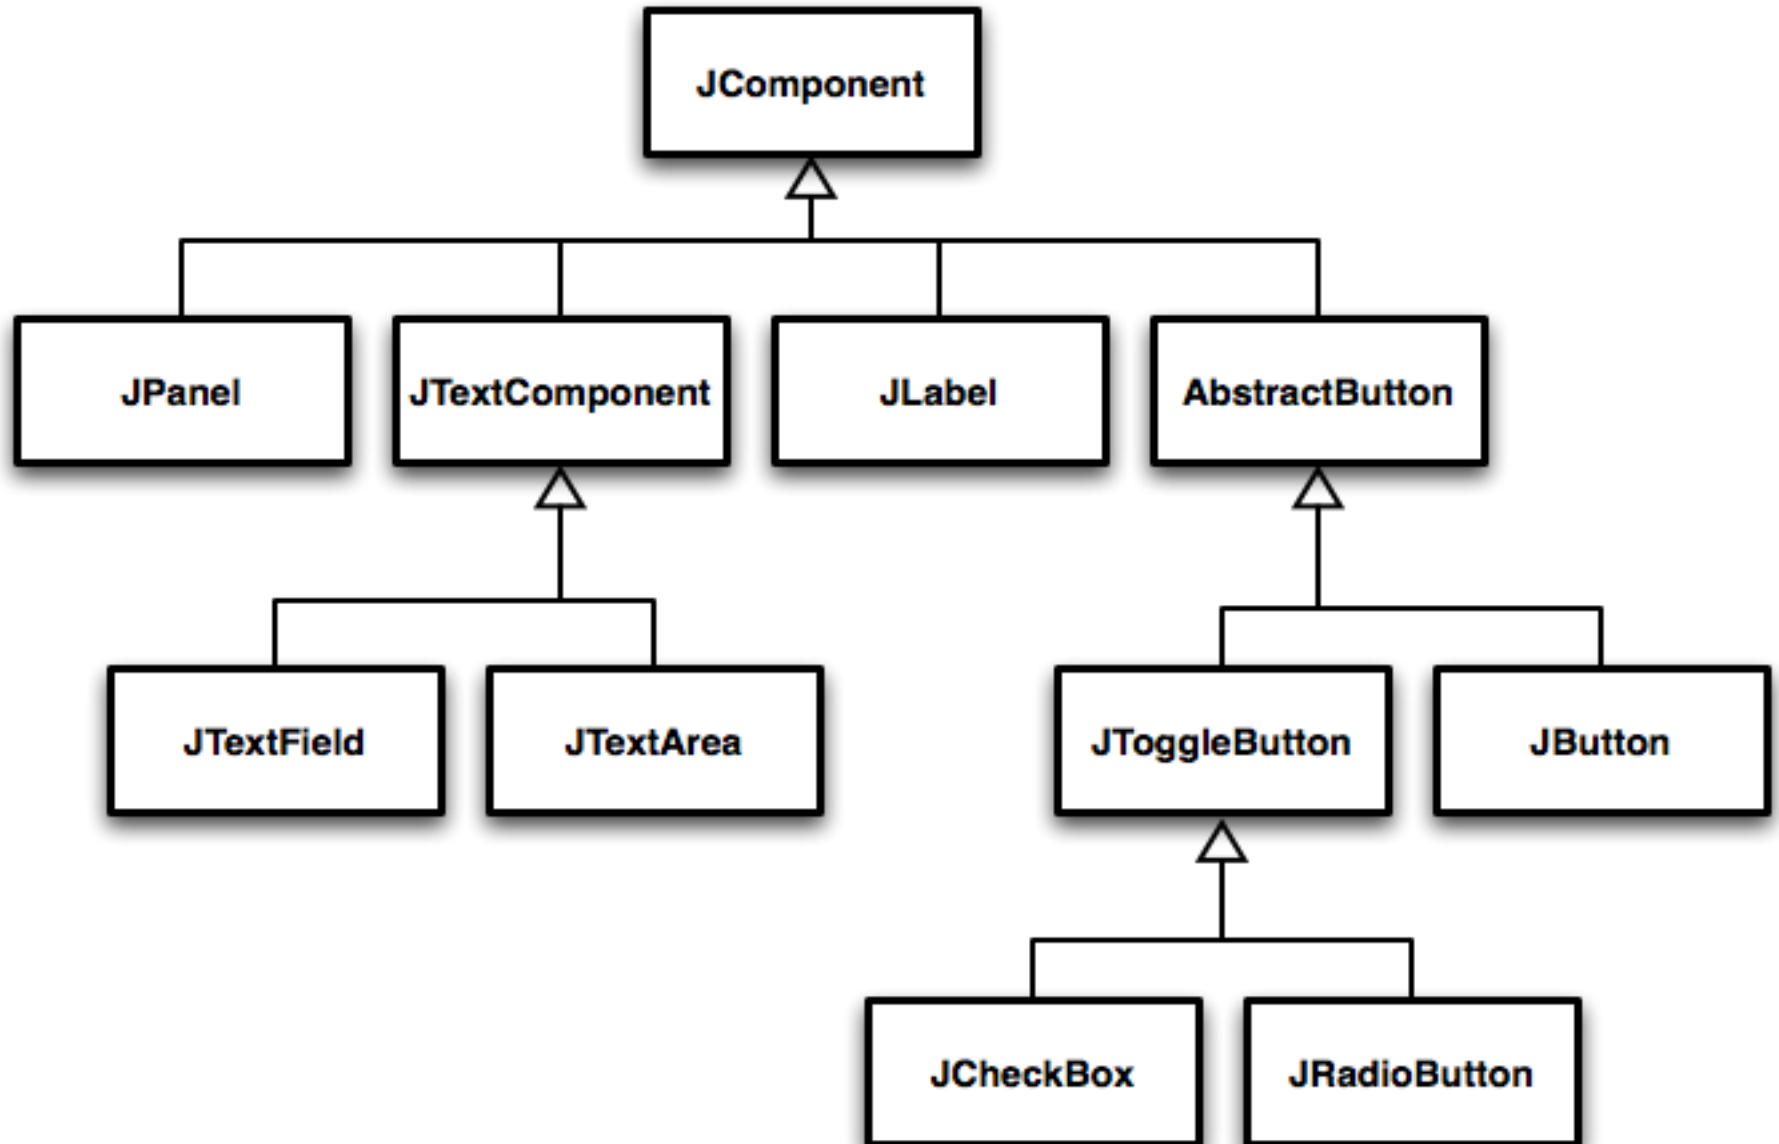 JComponent
JPanel
JTextComponent
JLabel
AbstractButton
JTextField
JTextArea
JToggleButton
JButton
JCheckBox
JRadioButton